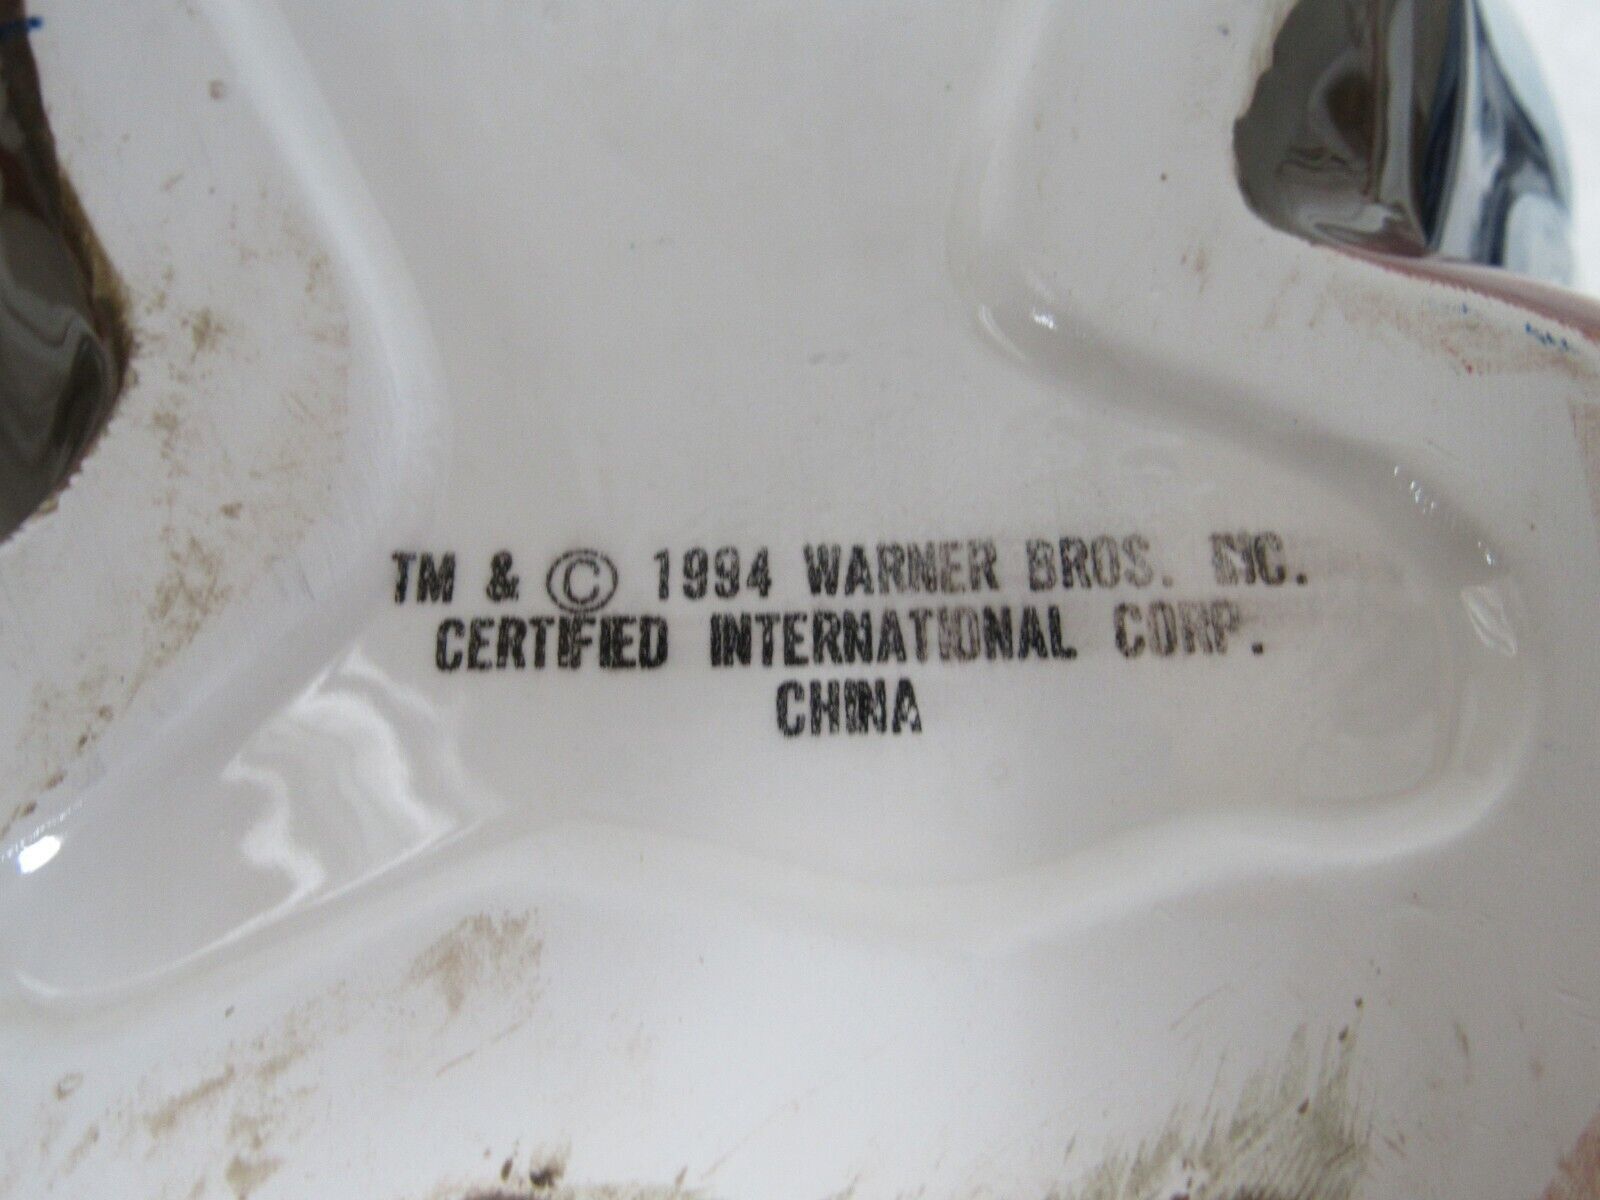 TM & © 1994 WARNER BROS. INC.
CERTIFIED INTERNATIONAL CORP.
CHINA